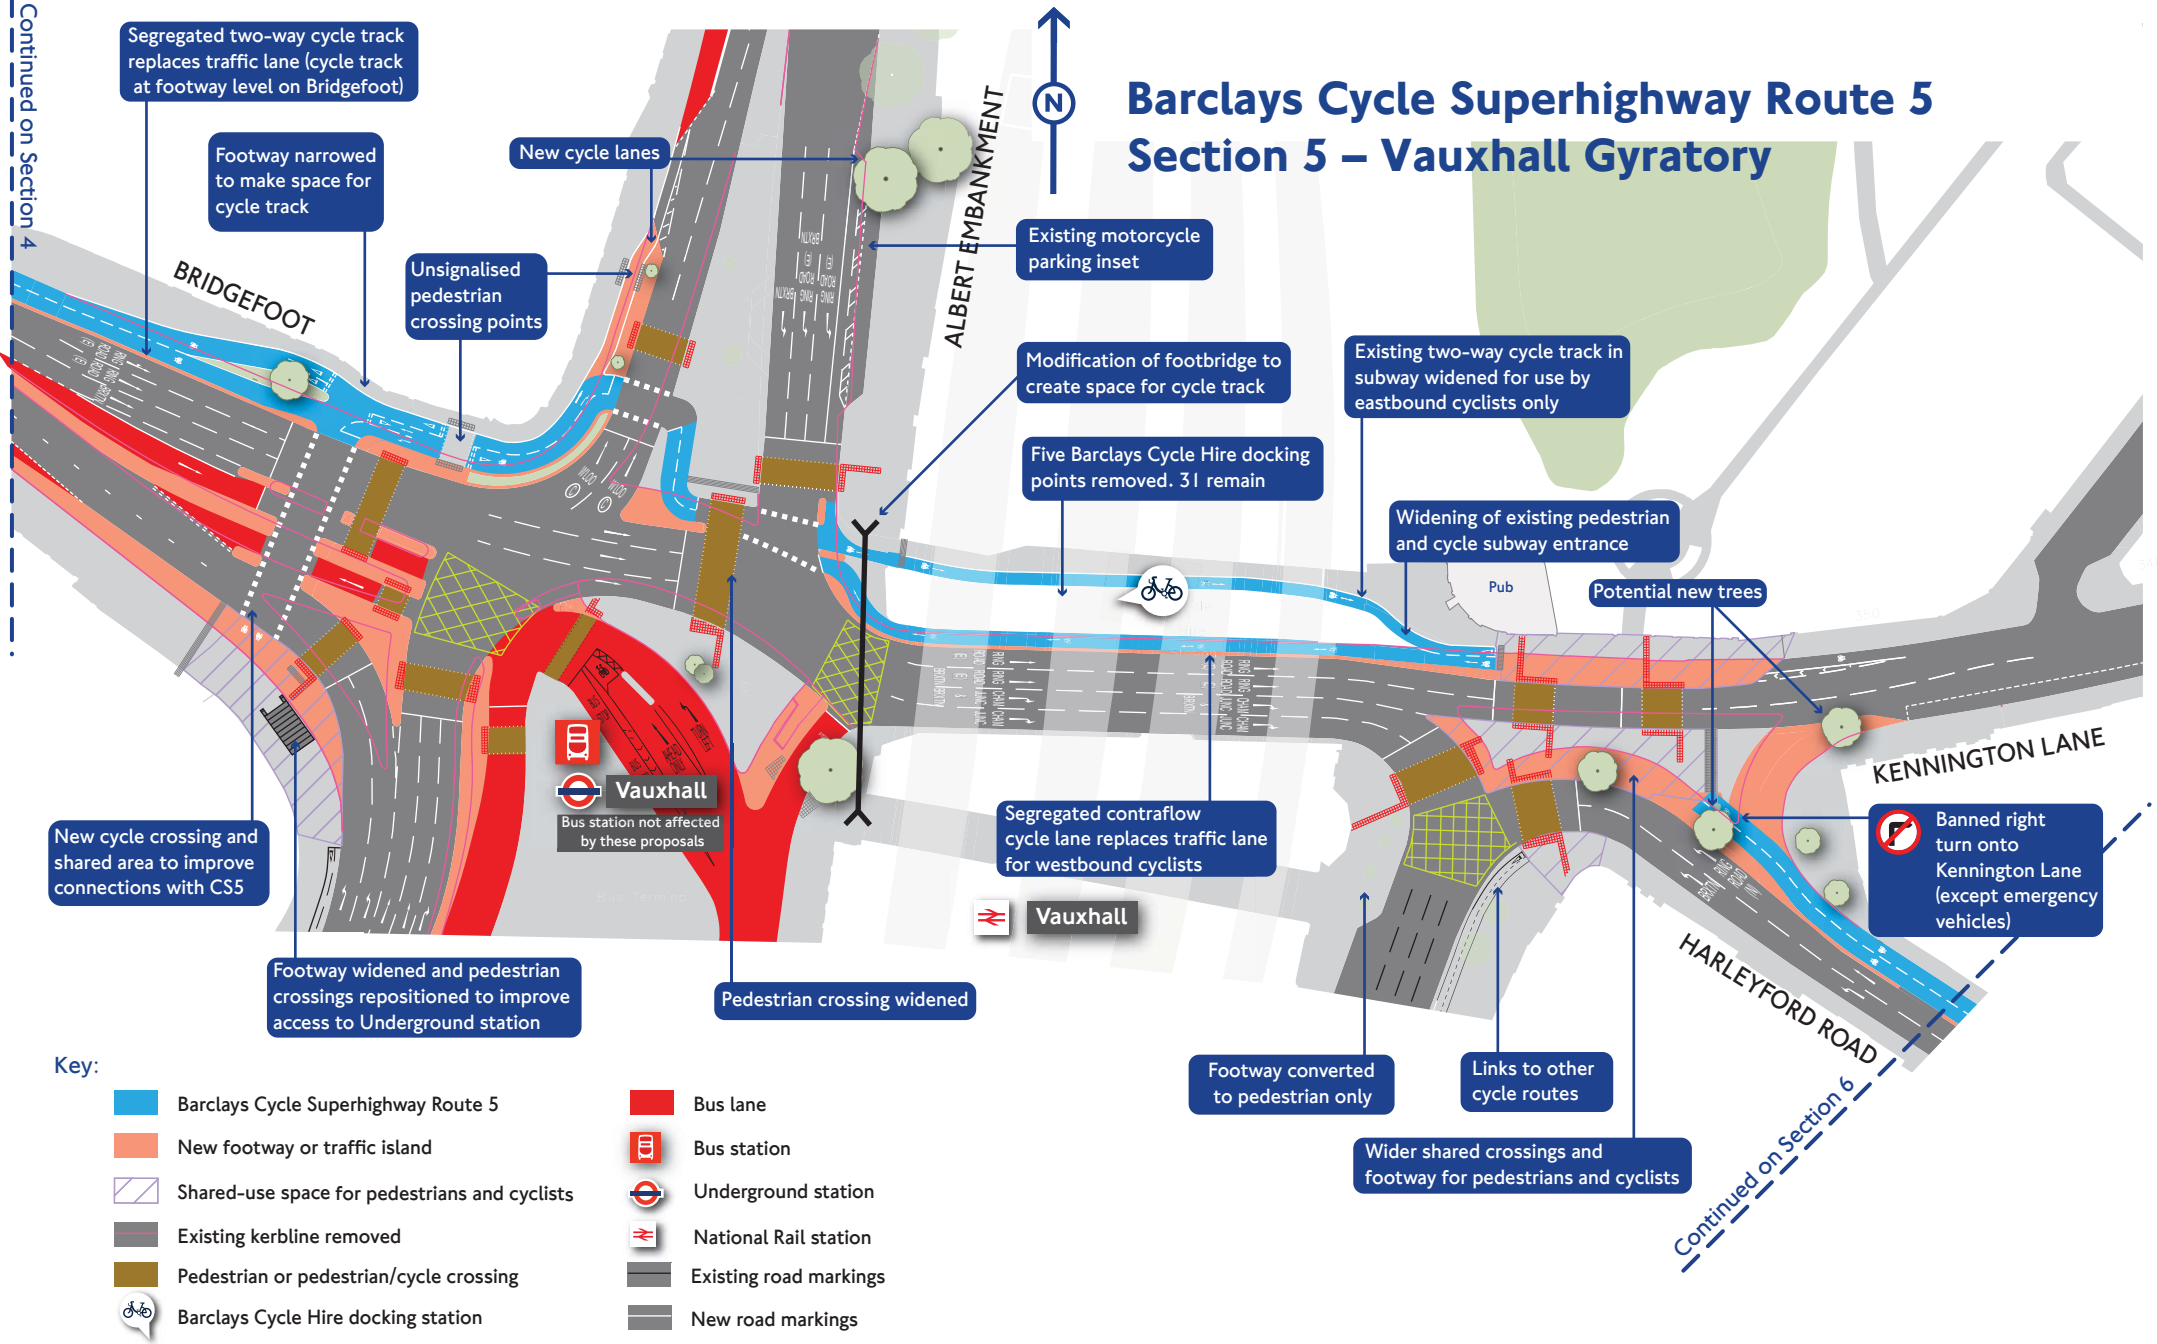 Continued on Section 4
Segregated two-way cycle track
replaces traffic lane (cycle track
at footway level on Bridgefoot)
Footway narrowed
to make space for
cycle track
New cycle lanes
Unsignalised
pedestrian
crossing points
BRIDGEFOOT
ALBERT EMBANKMENT
N
Barclays Cycle Superhighway Route 5
Section 5 – Vauxhall Gyratory
Existing motorcycle
parking inset
Modification of footbridge to
create space for cycle track
Existing two-way cycle track in
subway widened for use by
eastbound cyclists only
Five Barclays Cycle Hire docking
points removed. 31 remain
Widening of existing pedestrian
and cycle subway entrance
Pub
Potential new trees
KENNINGTON LANE
Banned right
turn onto
Kennington Lane
(except emergency
vehicles)
HARLEYFORD ROAD
Continued on Section 6
Vauxhall
Bus station not affected
by these proposals
Segregated contraflow
cycle lane replaces traffic lane
for westbound cyclists
Vauxhall
New cycle crossing and
shared area to improve
connections with CS5
Footway widened and pedestrian
crossings repositioned to improve
access to Underground station
Pedestrian crossing widened
Footway converted
to pedestrian only
Links to other
cycle routes
Wider shared crossings and
footway for pedestrians and cyclists
Key:
Barclays Cycle Superhighway Route 5
New footway or traffic island
Shared-use space for pedestrians and cyclists
Existing kerbline removed
Pedestrian or pedestrian/cycle crossing
Barclays Cycle Hire docking station
Bus lane
Bus station
Underground station
National Rail station
Existing road markings
New road markings